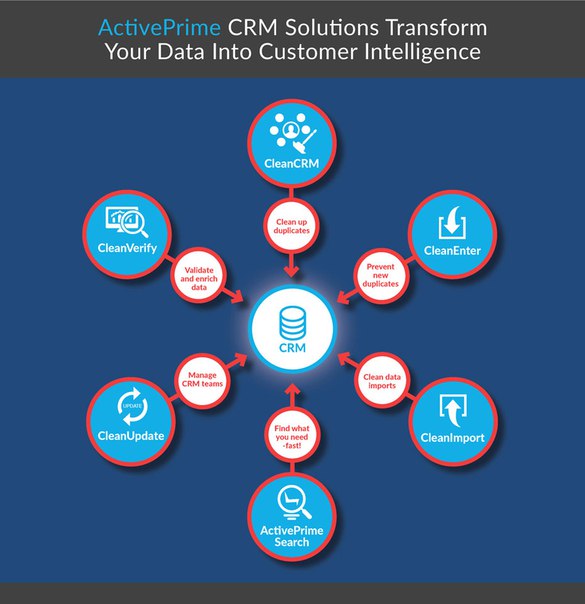 ActivePrime CRM Solutions Transform
Your Data Into Customer Intelligence
CleanCRM
Clean up
duplicates
CleanVerify
Validate
and enrich
data
CleanEnter
Prevent
new
duplicates
CRM
Manage
CRM teams
UPDATE
CleanUpdate
Clean data
imports
CleanImport
Find what
you need
-fast!
ActivePrime
Search